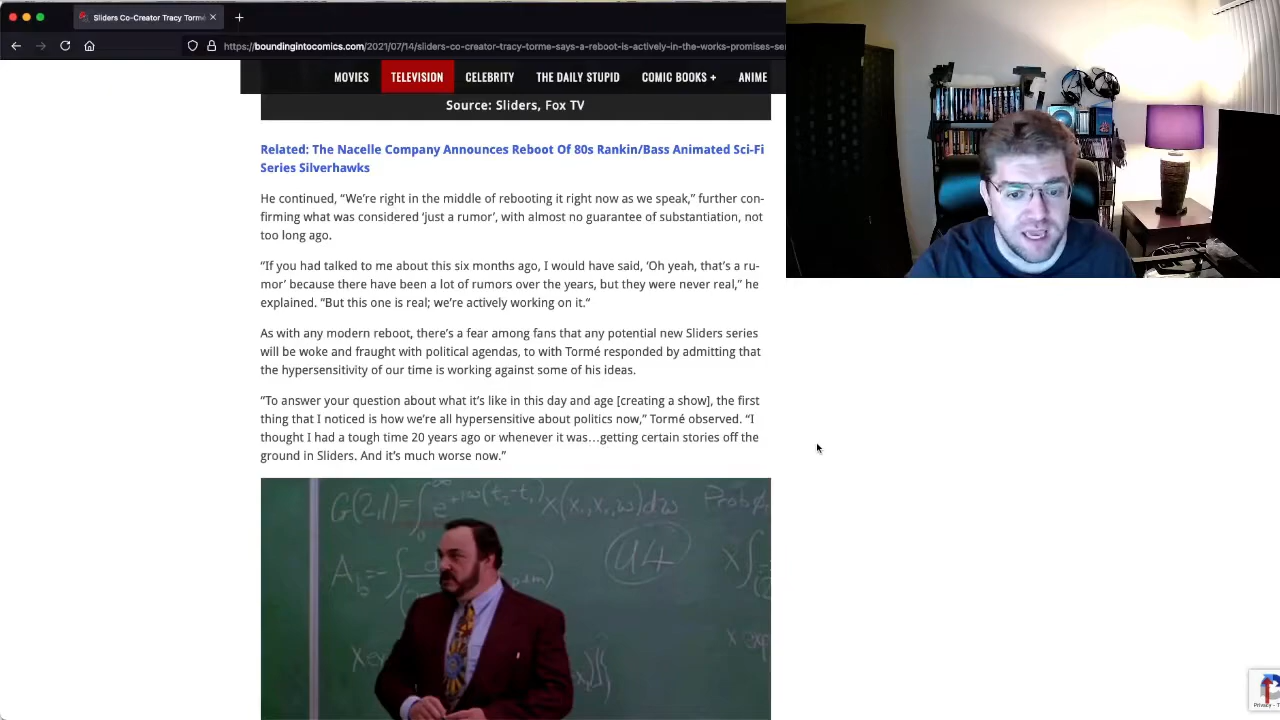 Sliders Co-Creator Tracy Tormé
https://boundingintocomics.com/2021/07/14/sliders-co-creator-tracy-torme-says-a-reboot-is-actively-in-the-works-promises-se
MOVIES TELEVISION CELEBRITY THE DAILY STUPID COMIC BOOKS + ANIME
Source: Sliders, Fox TV
Related: The Nacelle Company Announces Reboot Of 80s Rankin/Bass Animated Sci-Fi
Series Silverhawks
He continued, “We’re right in the middle of rebooting it right now as we speak,” further con-
firming what was considered ‘just a rumor’, with almost no guarantee of substantiation, not
too long ago.
“If you had talked to me about this six months ago, I would have said, ‘Oh yeah, that’s a ru-
mor’ because there have been a lot of rumors over the years, but they were never real,” he
explained. “But this one is real; we’re actively working on it.“
As with any modern reboot, there’s a fear among fans that any potential new Sliders series
will be woke and fraught with political agendas, to with Tormé responded by admitting that
the hypersensitivity of our time is working against some of his ideas.
“To answer your question about what it’s like in this day and age [creating a show], the first
thing that I noticed is how we’re all hypersensitive about politics now,” Tormé observed. “I
thought I had a tough time 20 years ago or whenever it was…getting certain stories off the
ground in Sliders. And it’s much worse now.”
44
Privacy - T